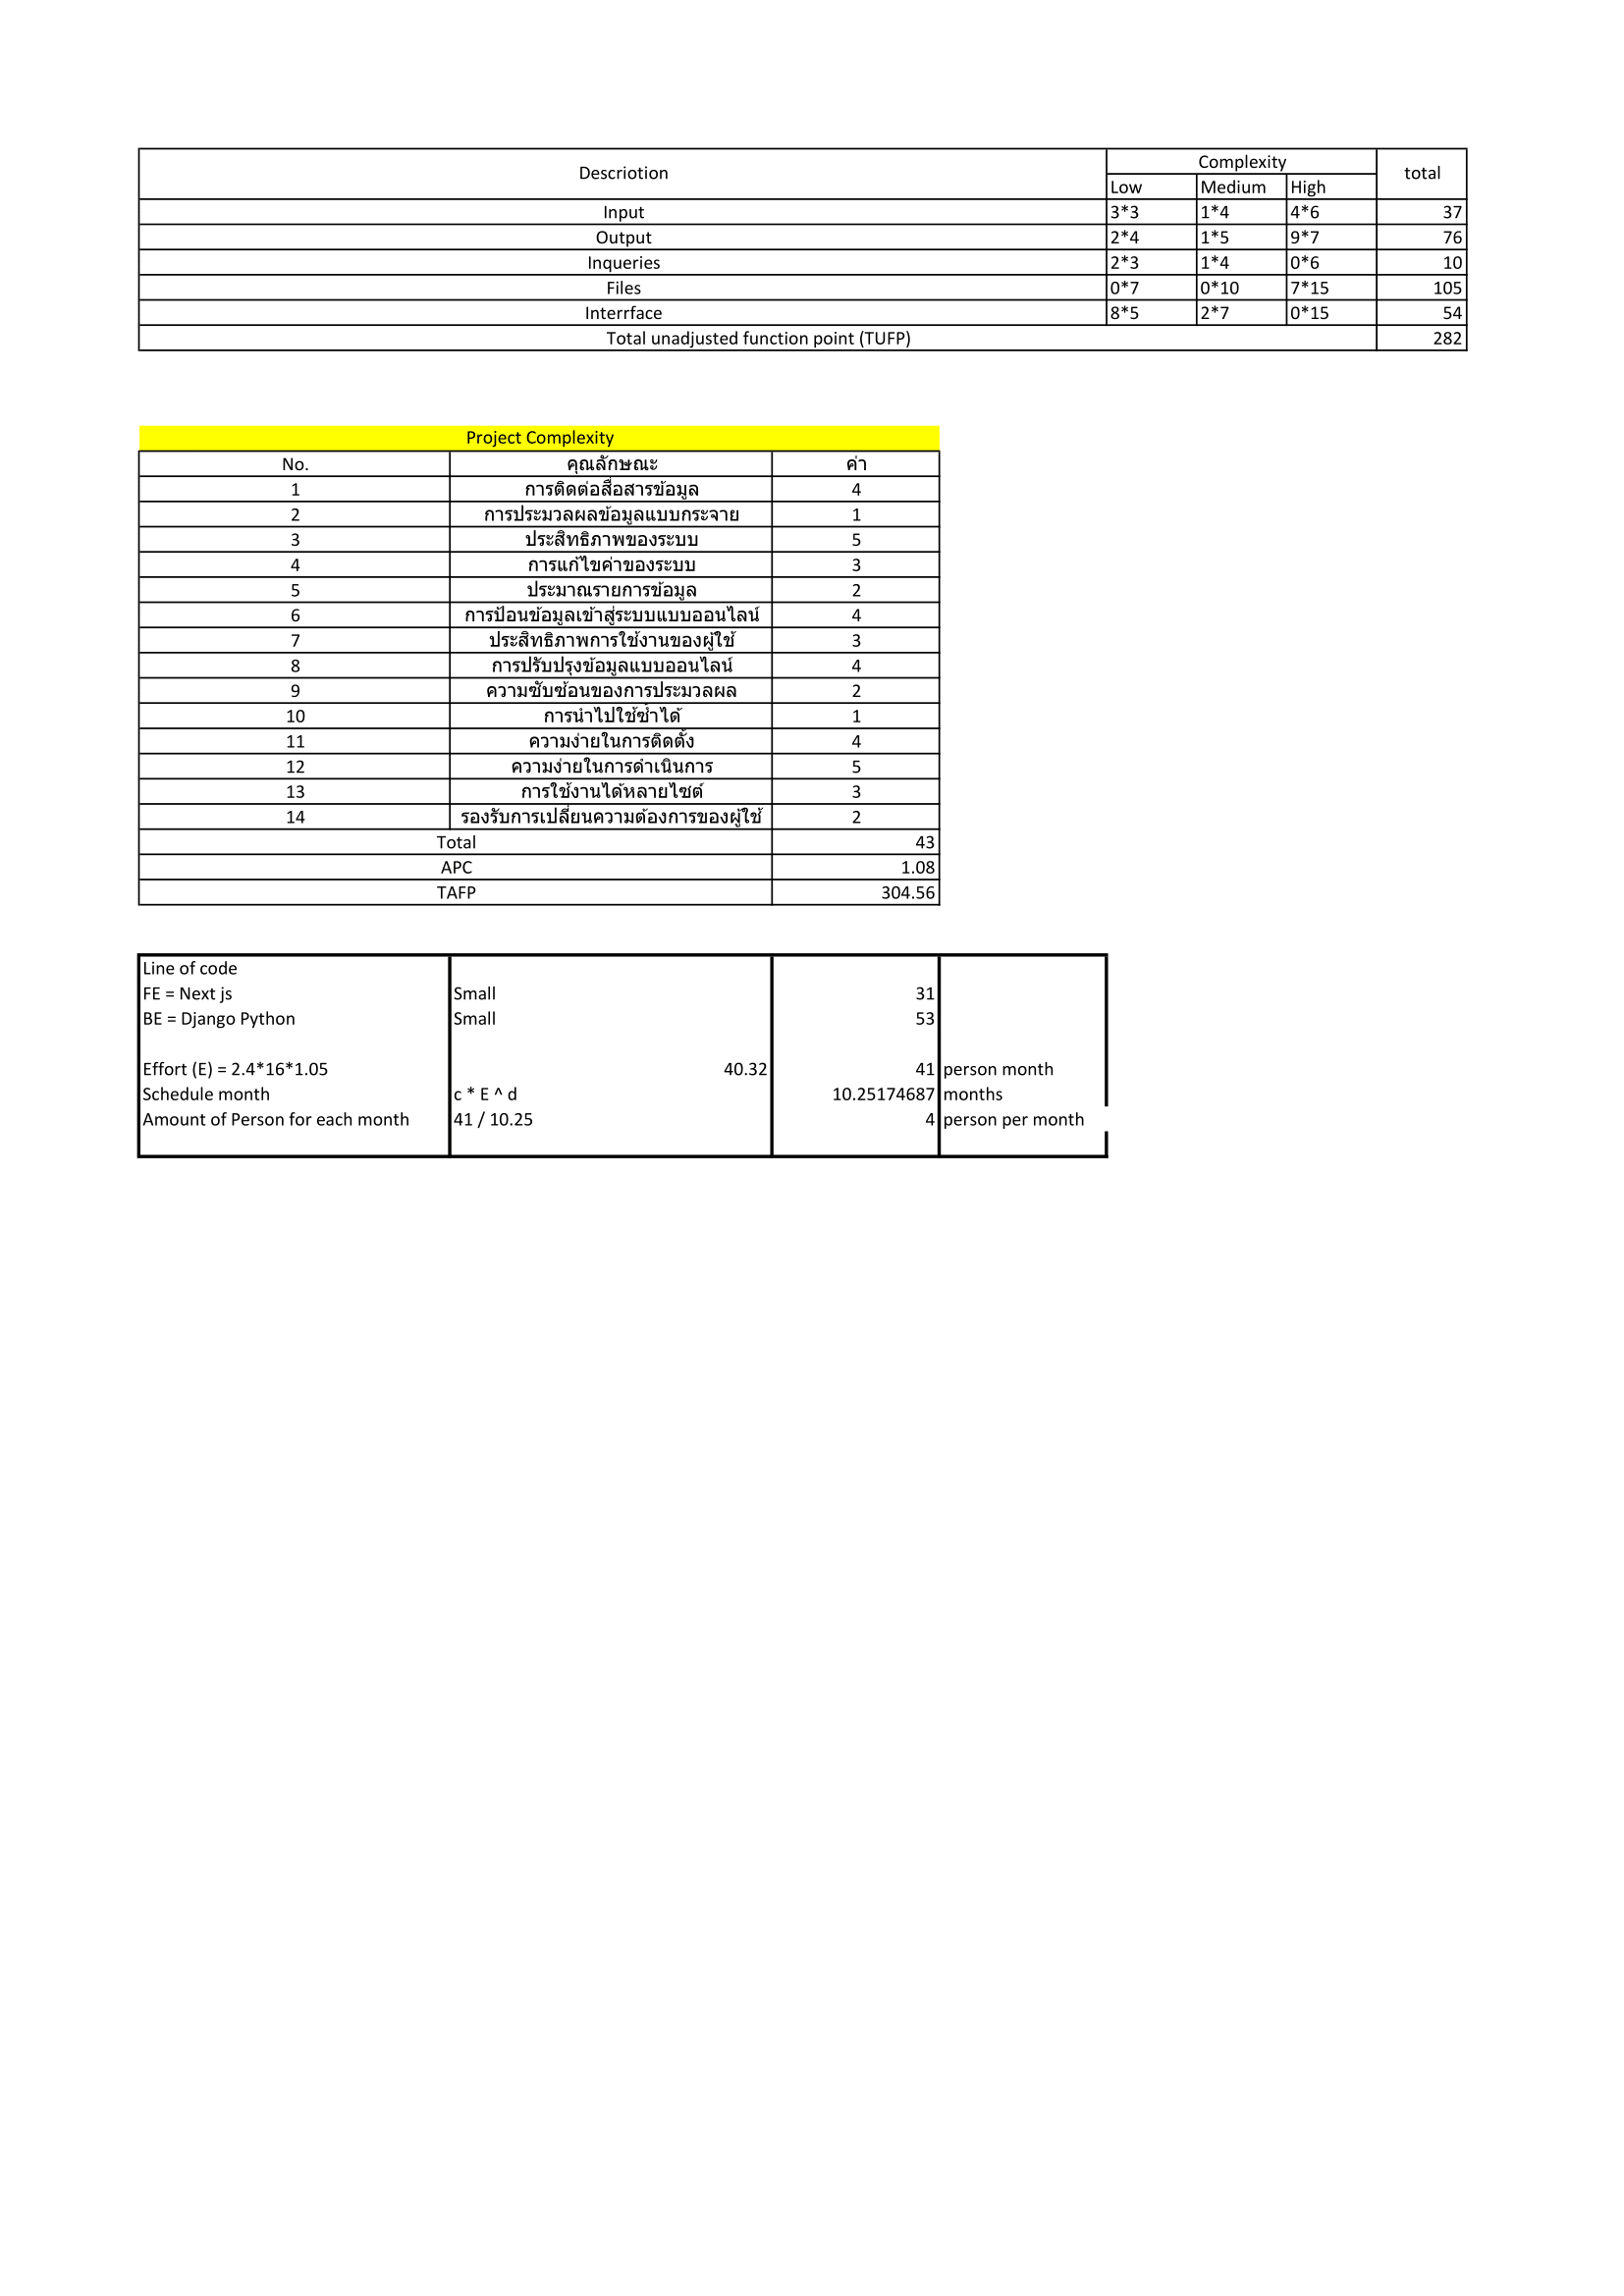 Descriotion Complexity total
Low Medium High
Input 3*3 1*4 4*6 37
Output 2*4 1*5 9*7 76
Inqueries 2*3 1*4 0*6 10
Files 0*7 0*10 7*15 105
Interrface 8*5 2*7 0*15 54
Total unadjusted function point (TUFP) 282
Project Complexity
No. คุณลักษณะ ค่า
1 การติดต่อสื่อสารข้อมูล 4
2 การประมวลผลข้อมูลแบบกระจาย 1
3 ประสิทธิภาพของระบบ 5
4 การแก้ไขค่าของระบบ 3
5 ประมาณรายการข้อมูล 2
6 การป้อนข้อมูลเข้าสู่ระบบแบบออนไลน์ 4
7 ประสิทธิภาพการใช้งานของผู้ใช้ 3
8 การปรับปรุงข้อมูลแบบออนไลน์ 4
9 ความซับซ้อนของการประมวลผล 2
10 การนำไปใช้ซ้ำได้ 1
11 ความง่ายในการติดตั้ง 4
12 ความง่ายในการดำเนินการ 5
13 การใช้งานได้หลายไซต์ 3
14 รองรับการเปลี่ยนความต้องการของผู้ใช้ 2
Total 43
APC 1.08
TAFP 304.56
Line of code
FE = Next js Small 31
BE = Django Python Small 53
Effort (E) = 2.4*16*1.05 40.32 41 person month
Schedule month c * E ^ d 10.25174687 months
Amount of Person for each month 41 / 10.25 4 person per month